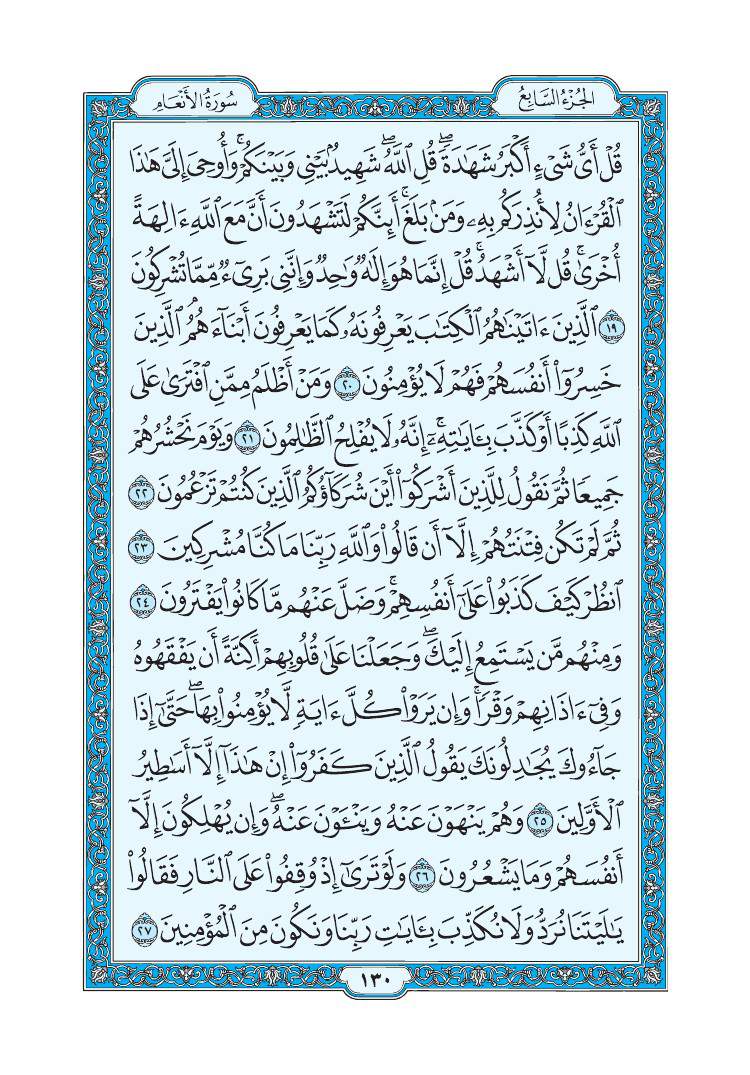 الجُزْءُ السَّابِعُ
سُورَةُ الأَنْعَامِ
قُلْ أَيُّ شَيْءٍ أَكْبَرُ شَهَٰدَةًۖ قُلِ ٱللَّهُۖ شَهِيدُۢ بَيْنِي وَبَيْنَكُمْۚ وَأُوحِيَ إِلَيَّ هَٰذَا
ٱلْقُرْءَانُ لِأُنذِرَكُم بِهِۦ وَمَنۢ بَلَغَۚ أَئِنَّكُمْ لَتَشْهَدُونَ أَنَّ مَعَ ٱللَّهِ ءَالِهَةً
أُخْرَىٰۚ قُل لَّآ أَشْهَدُۚ قُلْ إِنَّمَا هُوَ إِلَٰهٌ وَٰحِدٌ وَإِنَّنِي بَرِيٓءٌ مِّمَّا تُشْرِكُونَ
١٩ ٱلَّذِينَ ءَاتَيْنَٰهُمُ ٱلْكِتَٰبَ يَعْرِفُونَهُۥ كَمَا يَعْرِفُونَ أَبْنَآءَهُمُۘ ٱلَّذِينَ
خَسِرُوٓا۟ أَنفُسَهُمْ فَهُمْ لَا يُؤْمِنُونَ ٢٠ وَمَنْ أَظْلَمُ مِمَّنِ ٱفْتَرَىٰ عَلَى
ٱللَّهِ كَذِبًا أَوْ كَذَّبَ بِـَٔايَٰتِهِۦٓۚ إِنَّهُۥ لَا يُفْلِحُ ٱلظَّٰلِمُونَ ٢١ وَيَوْمَ نَحْشُرُهُمْ
جَمِيعًا ثُمَّ نَقُولُ لِلَّذِينَ أَشْرَكُوٓا۟ أَيْنَ شُرَكَآؤُكُمُ ٱلَّذِينَ كُنتُمْ تَزْعُمُونَ ٢٢
ثُمَّ لَمْ تَكُن فِتْنَتُهُمْ إِلَّآ أَن قَالُوا۟ وَٱللَّهِ رَبِّنَا مَا كُنَّا مُشْرِكِينَ ٢٣
ٱنظُرْ كَيْفَ كَذَبُوا۟ عَلَىٰٓ أَنفُسِهِمْۚ وَضَلَّ عَنْهُم مَّا كَانُوا۟ يَفْتَرُونَ ٢٤
وَمِنْهُم مَّن يَسْتَمِعُ إِلَيْكَۖ وَجَعَلْنَا عَلَىٰ قُلُوبِهِمْ أَكِنَّةً أَن يَفْقَهُوهُ
وَفِيٓ ءَاذَانِهِمْ وَقْرًاۚ وَإِن يَرَوْا۟ كُلَّ ءَايَةٍ لَّا يُؤْمِنُوا۟ بِهَاۖ حَتَّىٰٓ إِذَا
جَآءُوكَ يُجَٰدِلُونَكَ يَقُولُ ٱلَّذِينَ كَفَرُوٓا۟ إِنْ هَٰذَآ إِلَّآ أَسَٰطِيرُ
ٱلْأَوَّلِينَ ٢٥ وَهُمْ يَنْهَوْنَ عَنْهُ وَيَنْـَٔوْنَ عَنْهُۖ وَإِن يُهْلِكُونَ إِلَّآ
أَنفُسَهُمْ وَمَا يَشْعُرُونَ ٢٦ وَلَوْ تَرَىٰٓ إِذْ وُقِفُوا۟ عَلَى ٱلنَّارِ فَقَالُوا۟
يَٰلَيْتَنَا نُرَدُّ وَلَا نُكَذِّبَ بِـَٔايَٰتِ رَبِّنَا وَنَكُونَ مِنَ ٱلْمُؤْمِنِينَ ٢٧
١٣٠